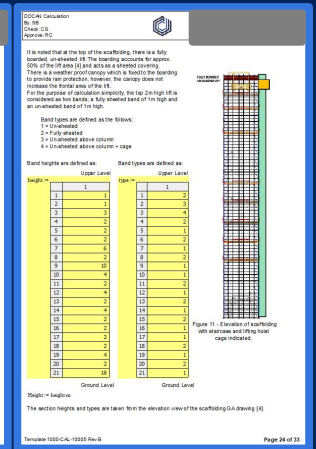 DOCAN Calculation
By: SB
Check: CS
Approve: RC
It is noted that at the top of the scaffolding, there is a fully
boarded, un-sheeted lift. The boarding accounts for approx.
50% of the lift area [4] and acts as a sheeted covering.
There is a weather proof canopy which is fixed to the boarding
to provide rain protection, however, the canopy does not
increase the frontal area of the lift.
For the purpose of calculation simplicity, the top 2m high lift is
considered as two bands; a fully sheeted band of 1m high and
an unsheeted band of 1m high.
Band types are defined as the follows:
1 = Un-sheeted
2 = Fully sheeted
3 = Un-sheeted above column
4 = Un-sheeted above column + cage
Band heights are defined as: Band types are defined as:
Upper Level Upper Level
height := type :=
1 1
1 1 1 2
2 1 2 3
3 3 3 4
4 2 4 2
5 2 5 1
6 2 6 2
7 6 7 1
8 2 8 2
9 10 9 1
10 4 10 1
11 2 11 2
12 4 12 1
13 2 13 2
14 4 14 1
15 2 15 2
16 2 16 1
17 2 17 1
18 2 18 2
19 4 19 1
20 2 20 2
21 18 21 1
Ground Level Ground Level
Height := height·m
FULLY BOARDED
UN-SHEETED LIFT
Figure 11 - Elevation of scaffolding
with staircase and lifting hoist
cage indicated.
The section heights and types are taken from the elevation view of the scaffolding GA drawing [4].
Template 1000-CAL-10005 Rev B Page 24 of 33